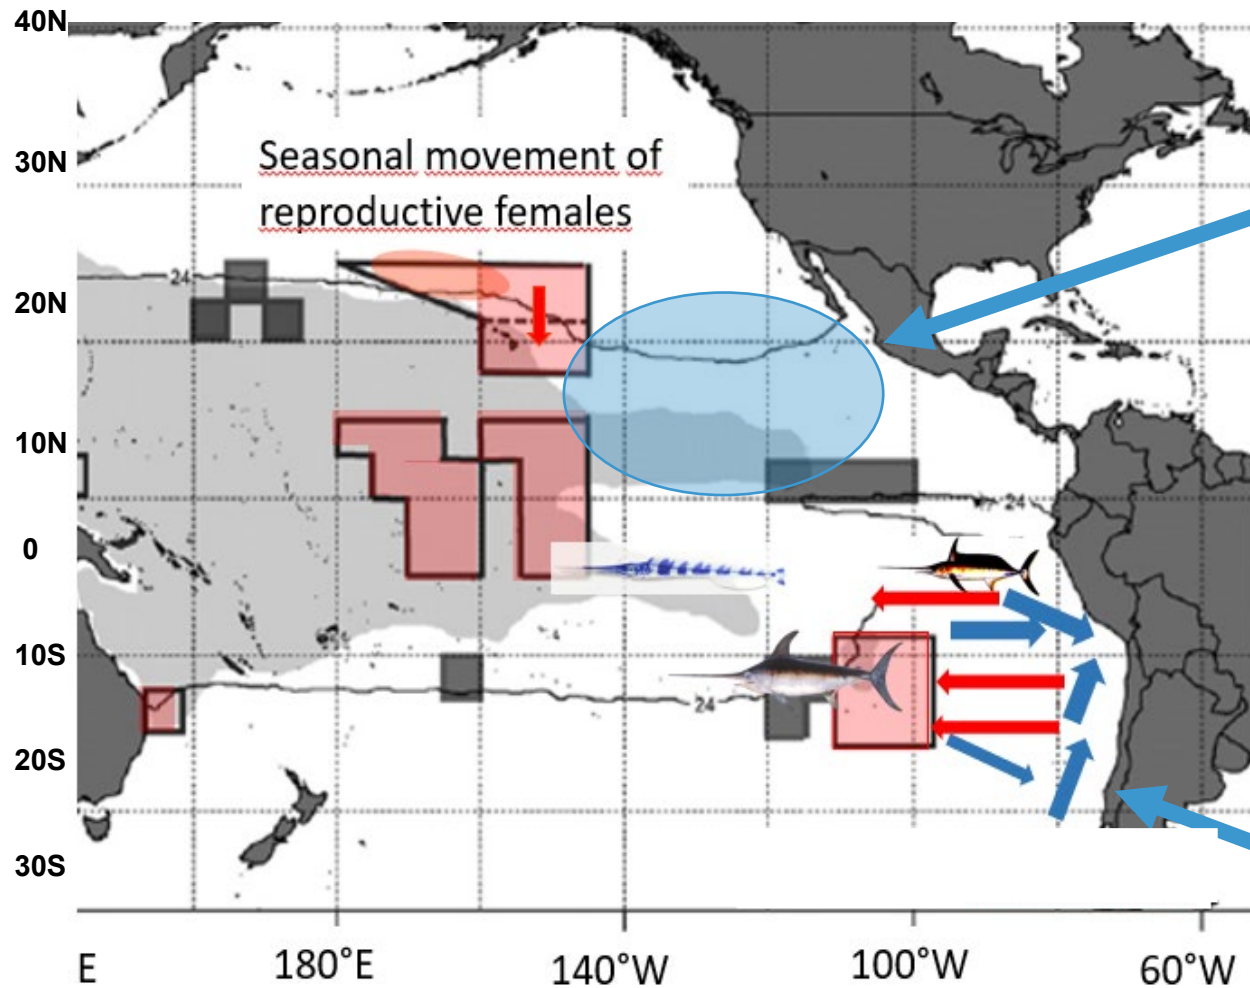 40N
30N
Seasonal movement of
reproductive females
24
20N
10N
24
0
10S
24
20S
30S
E
180°E
140°W
100°W
60°W